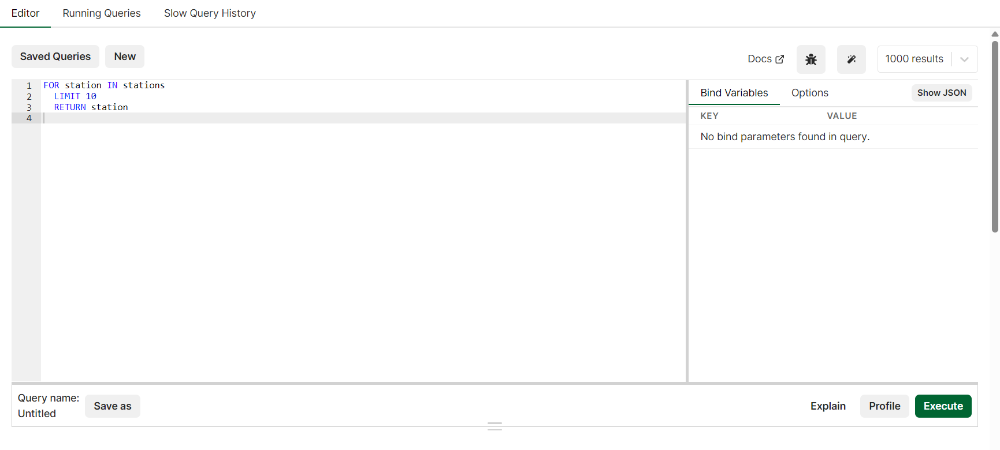 Editor Running Queries Slow Query History
Saved Queries New Docs 1000 results
1 FOR station IN stations
2   LIMIT 10
3   RETURN station
4
Bind Variables Options Show JSON
KEY VALUE
No bind parameters found in query.
Query name:
Untitled
Save as Explain Profile Execute